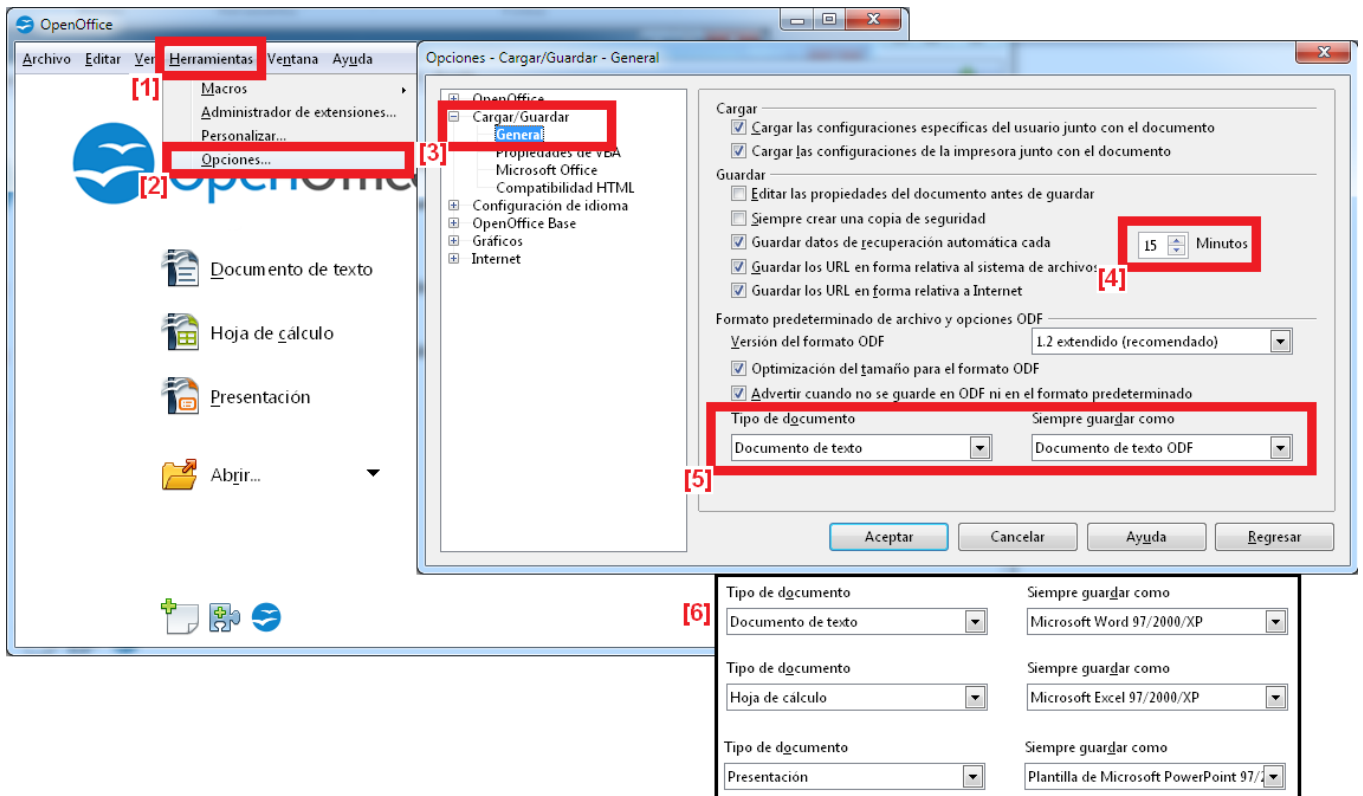 OpenOffice
Archivo Editar Ver Herramientas Ventana Ayuda
[1]
Macros
Administrador de extensiones...
Personalizar...
Opciones...
[2]
OpenOffice
Documento de texto
Hoja de cálculo
Presentación
Abrir...
Opciones - Cargar/Guardar - General
OpenOffice
Cargar/Guardar
General
[3]
Propiedades de VBA
Microsoft Office
Compatibilidad HTML
Configuración de idioma
OpenOffice Base
Gráficos
Internet
Cargar
Cargar las configuraciones específicas del usuario junto con el documento
Cargar las configuraciones de la impresora junto con el documento
Guardar
Editar las propiedades del documento antes de guardar
Siempre crear una copia de seguridad
Guardar datos de recuperación automática cada 15 Minutos
Guardar los URL en forma relativa al sistema de archivos
[4]
Guardar los URL en forma relativa a Internet
Formato predeterminado de archivo y opciones ODF
Versión del formato ODF 1.2 extendido (recomendado)
Optimización del tamaño para el formato ODF
Advertir cuando no se guarde en ODF ni en el formato predeterminado
Tipo de documento Siempre guardar como
Documento de texto Documento de texto ODF
[5]
Aceptar Cancelar Ayuda Regresar
[6]
Tipo de documento Siempre guardar como
Documento de texto Microsoft Word 97/2000/XP
Tipo de documento Siempre guardar como
Hoja de cálculo Microsoft Excel 97/2000/XP
Tipo de documento Siempre guardar como
Presentación Plantilla de Microsoft PowerPoint 97/2